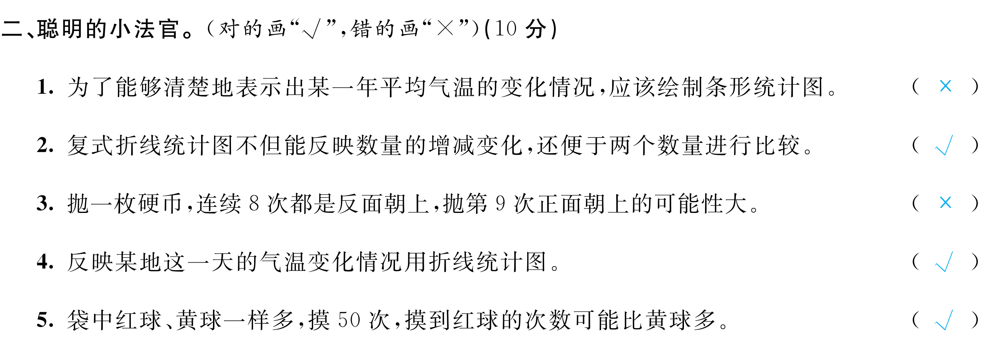 二、聪明的小法官。(对的画“√”,错的画“×”)(10 分)
1. 为了能够清楚地表示出某一年平均气温的变化情况,应该绘制条形统计图。 ( × )
2. 复式折线统计图不但能反映数量的增减变化,还便于两个数量进行比较。 ( √ )
3. 抛一枚硬币,连续 8 次都是反面朝上,抛第 9 次正面朝上的可能性大。 ( × )
4. 反映某地这一天的气温变化情况用折线统计图。 ( √ )
5. 袋中红球、黄球一样多,摸 50 次,摸到红球的次数可能比黄球多。 ( √ )